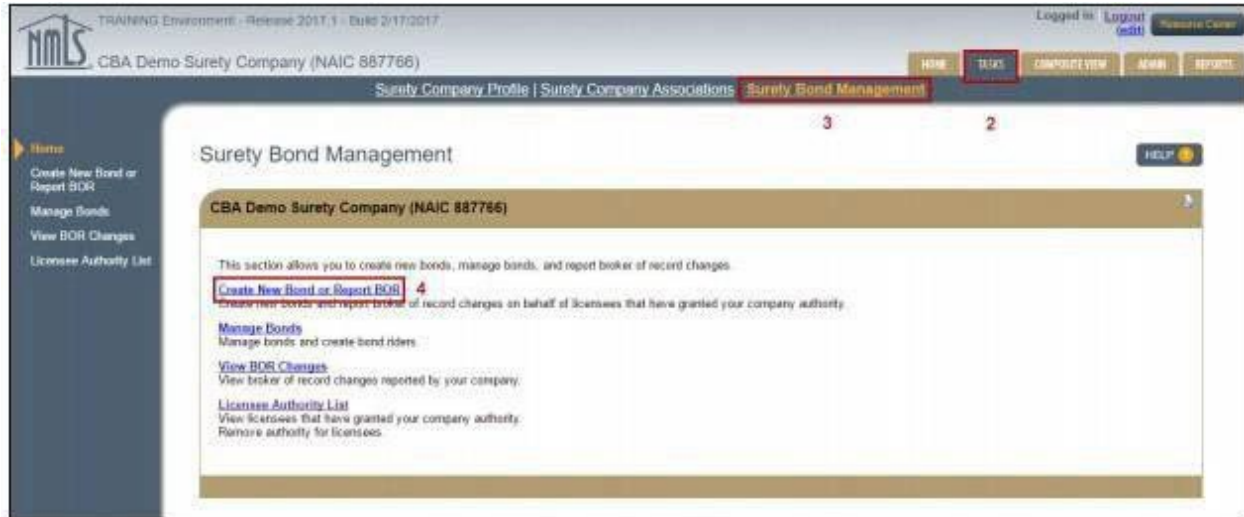 TRAINING Environment - Release 2017.1 - Build 2/17/2017
Logged in Logout
(edit)
Resource Center
NMLS
CBA Demo Surety Company (NAIC 887766)
HOME TASKS COMPOSITE VIEW ADMIN REPORTS
Surety Company Profile | Surety Company Associations Surety Bond Management
3 2
Home
Create New Bond or
Report BOR
Manage Bonds
View BOR Changes
Licensee Authority List
Surety Bond Management
HELP ?
CBA Demo Surety Company (NAIC 887766)
This section allows you to create new bonds, manage bonds, and report broker of record changes.
Create New Bond or Report BOR 4
Create new bonds and report broker of record changes on behalf of licensees that have granted your company authority.
Manage Bonds
Manage bonds and create bond riders.
View BOR Changes
View broker of record changes reported by your company.
Licensee Authority List
View licensees that have granted your company authority.
Remove authority for licensees.